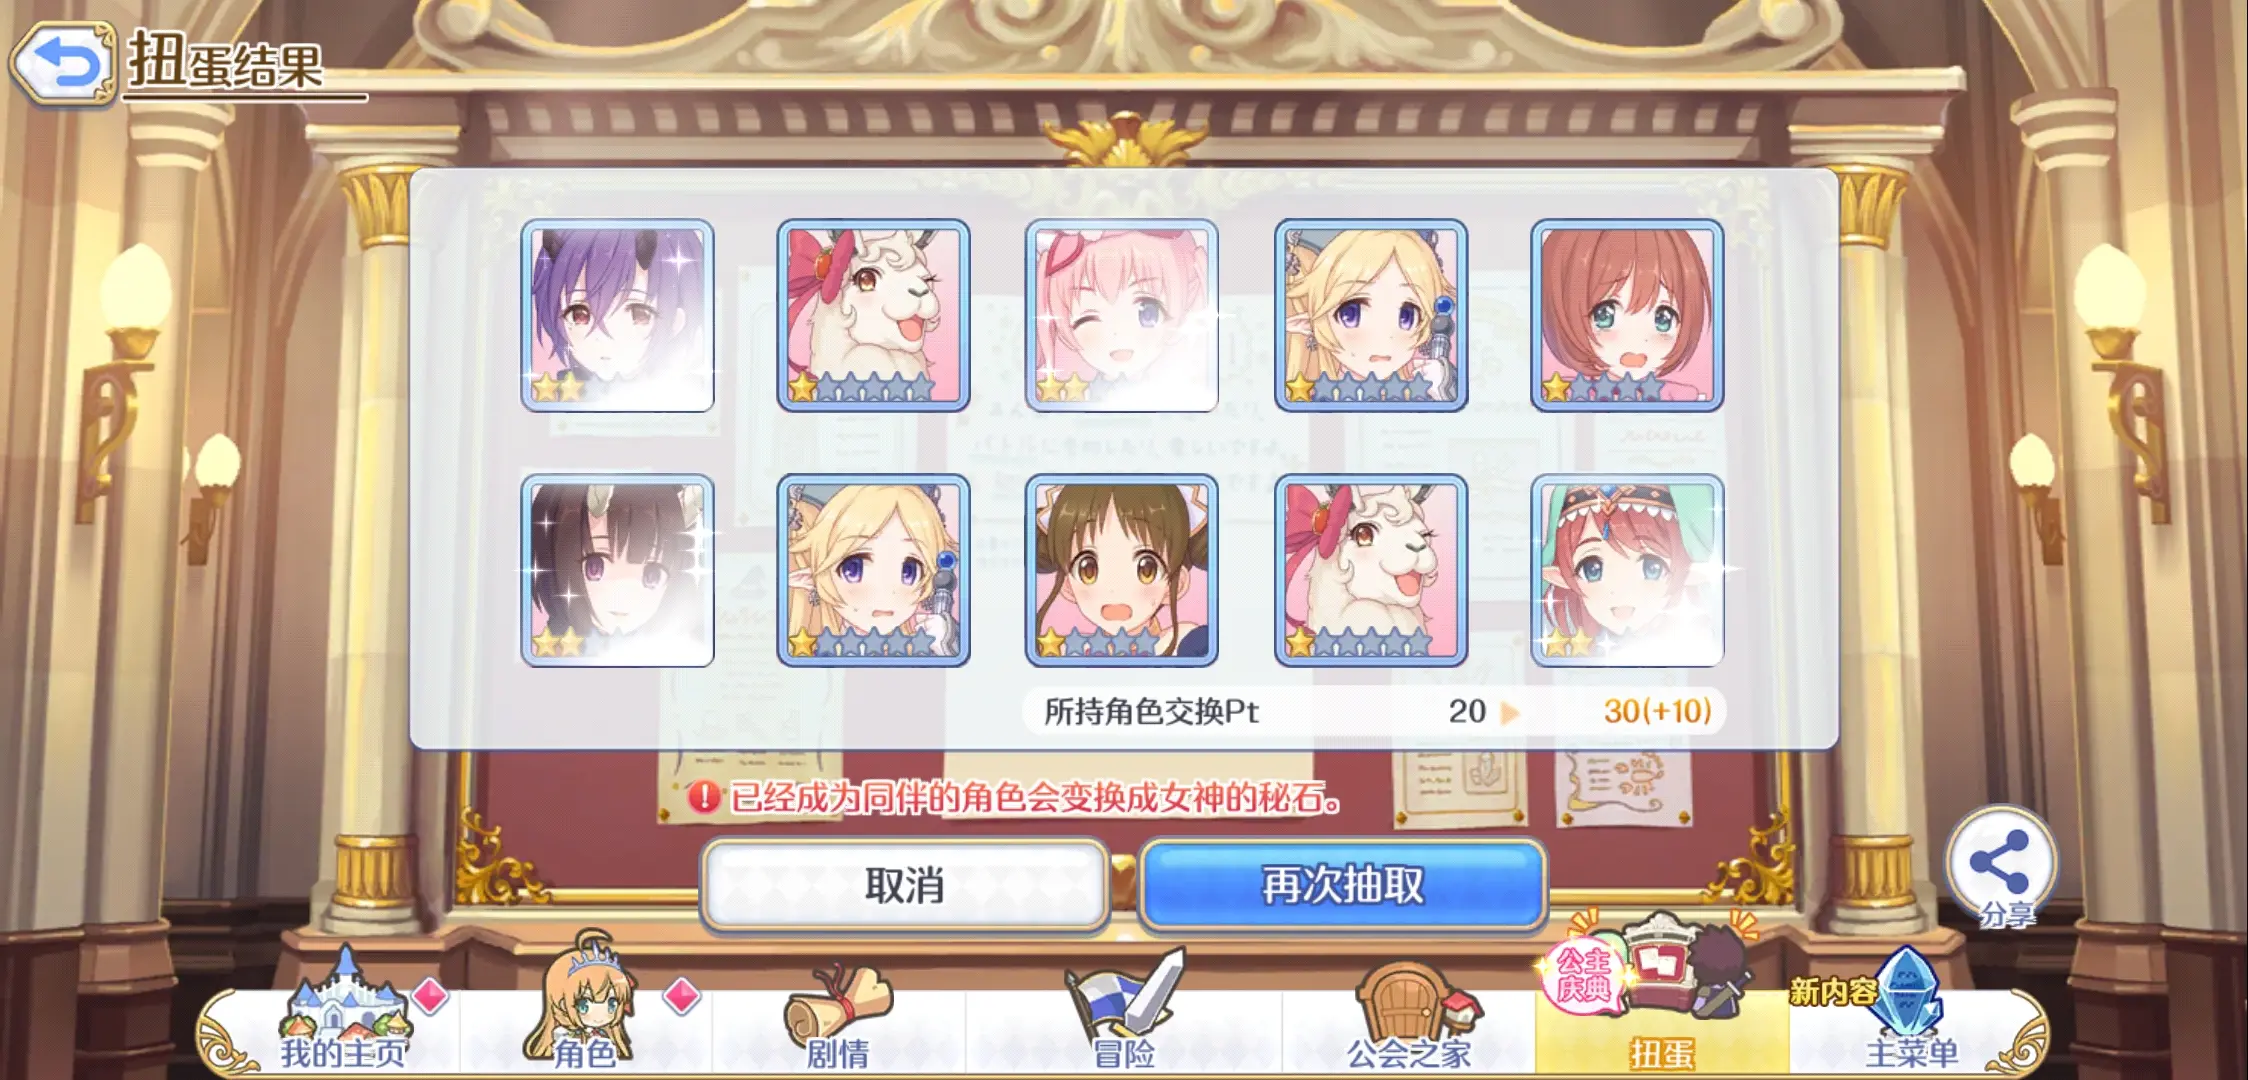 扭蛋结果
所持角色交换Pt 20 30(+10)
已经成为同伴的角色会变换成女神的秘石。
取消
再次抽取
分享
公主
庆典
新内容
我的主页
角色
剧情
冒险
公会之家
扭蛋
主菜单